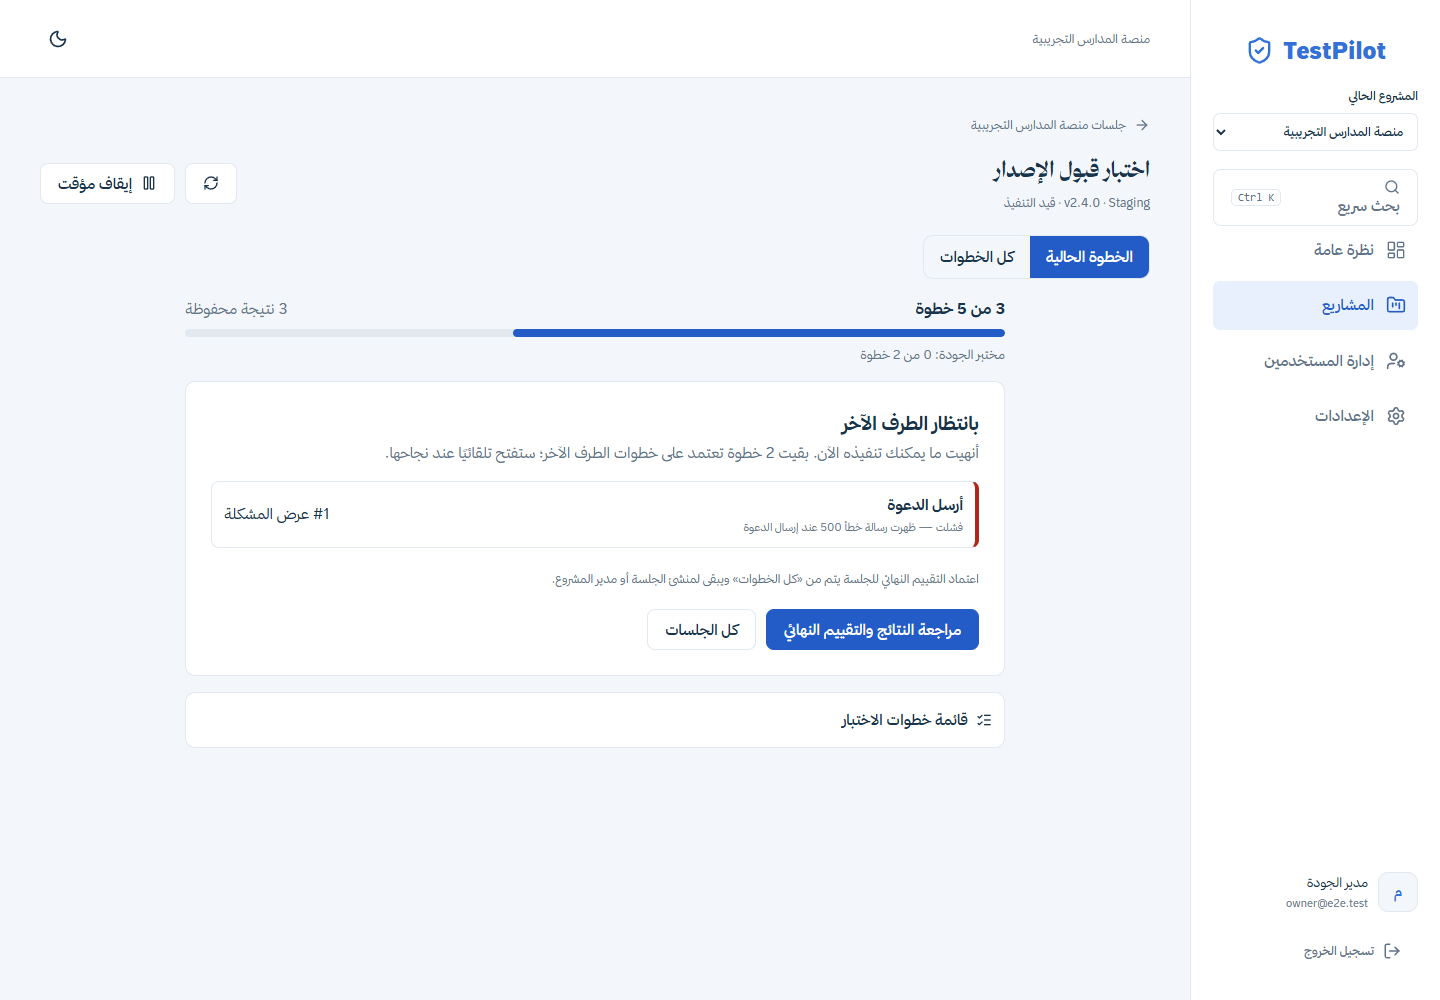 TestPilot
المشروع الحالي
منصة المدارس التجريبية
بحث سريع
Ctrl K
نظرة عامة
المشاريع
إدارة المستخدمين
الإعدادات
م
مدير الجودة
owner@e2e.test
تسجيل الخروج
منصة المدارس التجريبية
جلسات منصة المدارس التجريبية
اختبار قبول الإصدار
v2.4.0 · Staging · قيد التنفيذ
إيقاف مؤقت
الخطوة الحالية
كل الخطوات
3 من 5 خطوة
3 نتيجة محفوظة
مختبر الجودة: 0 من 2 خطوة
بانتظار الطرف الآخر
أنهيت ما يمكنك تنفيذه الآن. بقيت 2 خطوة تعتمد على خطوات الطرف الآخر؛ ستفتح تلقائيًا عند نجاحها.
أرسل الدعوة
فشلت — ظهرت رسالة خطأ 500 عند إرسال الدعوة
#1 عرض المشكلة
اعتماد التقييم النهائي للجلسة يتم من «كل الخطوات» ويبقى لمنشئ الجلسة أو مدير المشروع.
مراجعة النتائج والتقييم النهائي
كل الجلسات
قائمة خطوات الاختبار